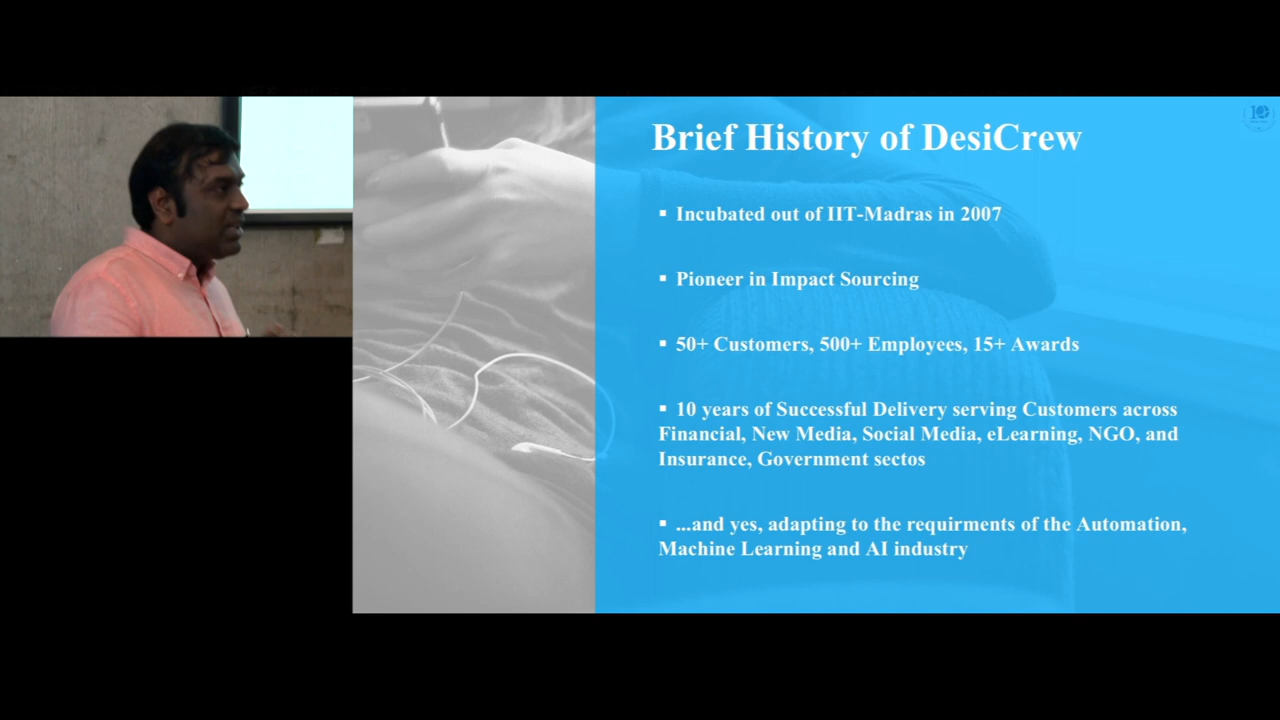 Brief History of DesiCrew
▪ Incubated out of IIT-Madras in 2007
▪ Pioneer in Impact Sourcing
▪ 50+ Customers, 500+ Employees, 15+ Awards
▪ 10 years of Successful Delivery serving Customers across
Financial, New Media, Social Media, eLearning, NGO, and
Insurance, Government sectos
▪ ...and yes, adapting to the requirments of the Automation,
Machine Learning and AI industry